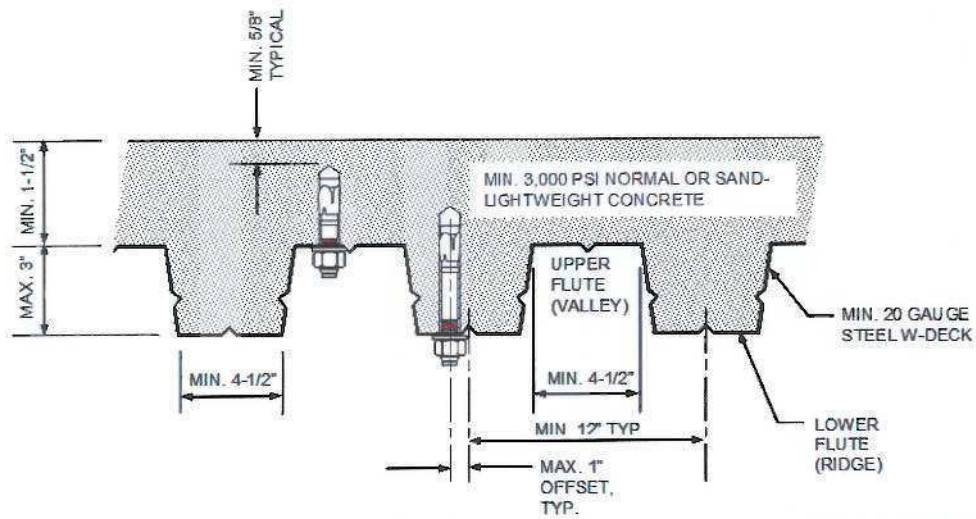 MIN. 5/8"
TYPICAL
MIN. 1-1/2"
MAX. 3"
MIN. 3,000 PSI NORMAL OR SAND-
LIGHTWEIGHT CONCRETE
UPPER
FLUTE
(VALLEY)
MIN. 20 GAUGE
STEEL W-DECK
MIN. 4-1/2"
MIN. 4-1/2"
MIN 12" TYP
LOWER
FLUTE
(RIDGE)
MAX. 1"
OFFSET,
TYP.